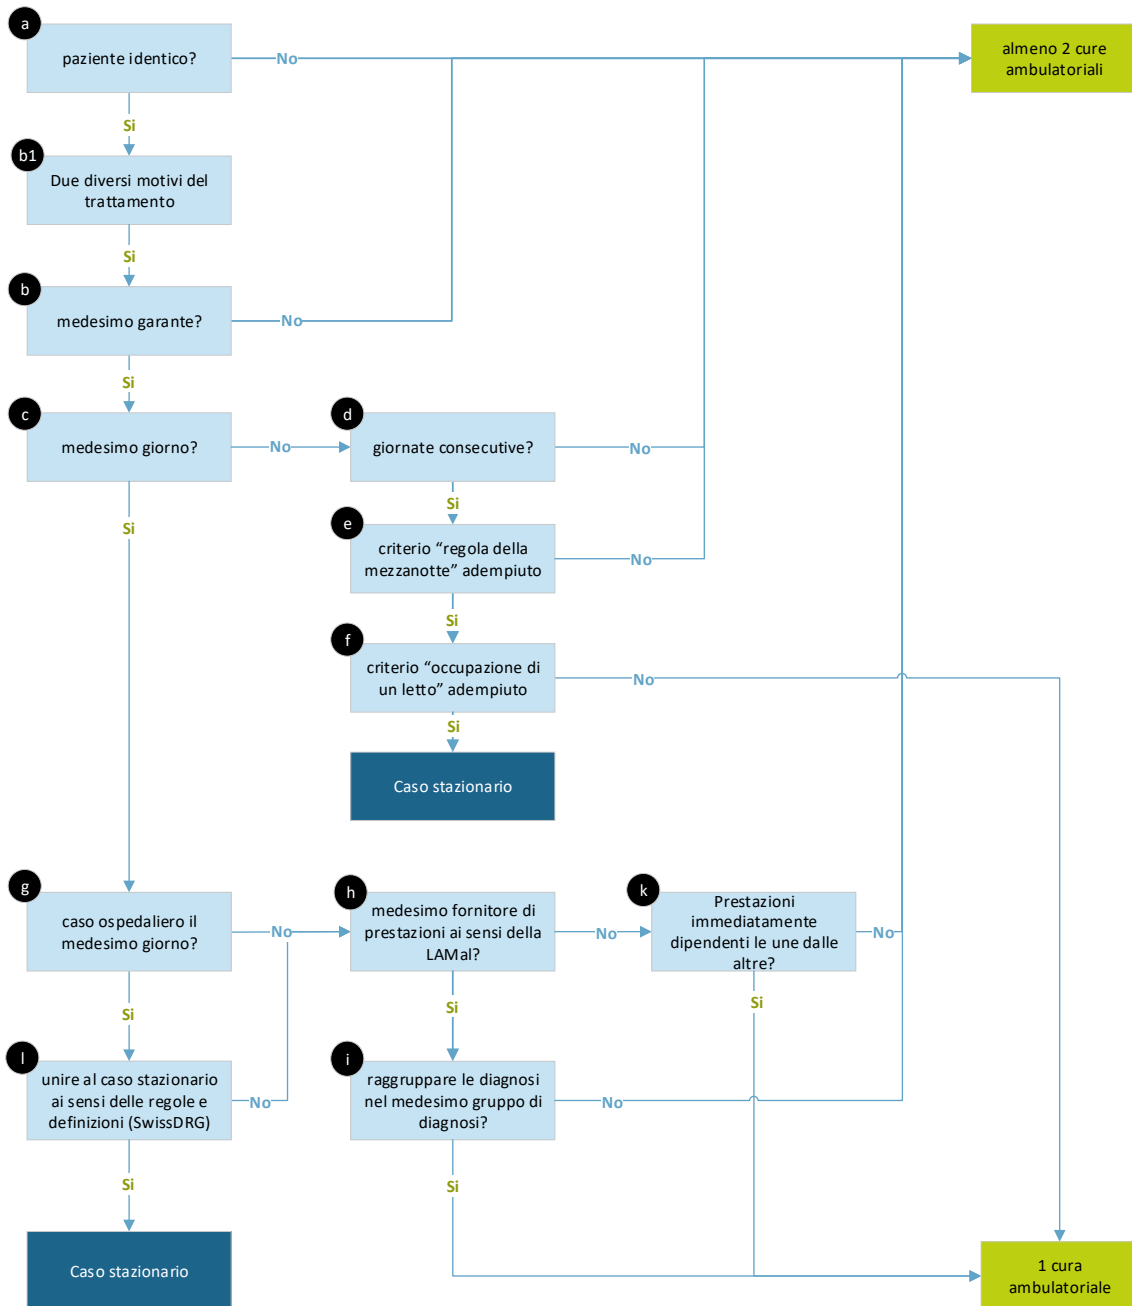 a
paziente identico?
No
almeno 2 cure
ambulatoriali
Si
b1
Due diversi motivi del
trattamento
Si
b
medesimo garante?
No
Si
c
medesimo giorno?
No
d
giornate consecutive?
No
Si
Si
e
criterio “regola della
mezzanotte” adempiuto
No
Si
f
criterio “occupazione di
un letto” adempiuto
No
Si
Caso stazionario
g
caso ospedaliero il
medesimo giorno?
No
h
medesimo fornitore di
prestazioni ai sensi della
LAMal?
No
k
Prestazioni
immediatamente
dipendenti le une dalle
altre?
No
Si
Si
Si
l
unire al caso stazionario
ai sensi delle regole e
definizioni (SwissDRG)
No
i
raggruppare le diagnosi
nel medesimo gruppo di
diagnosi?
No
Si
Si
Caso stazionario
1 cura
ambulatoriale